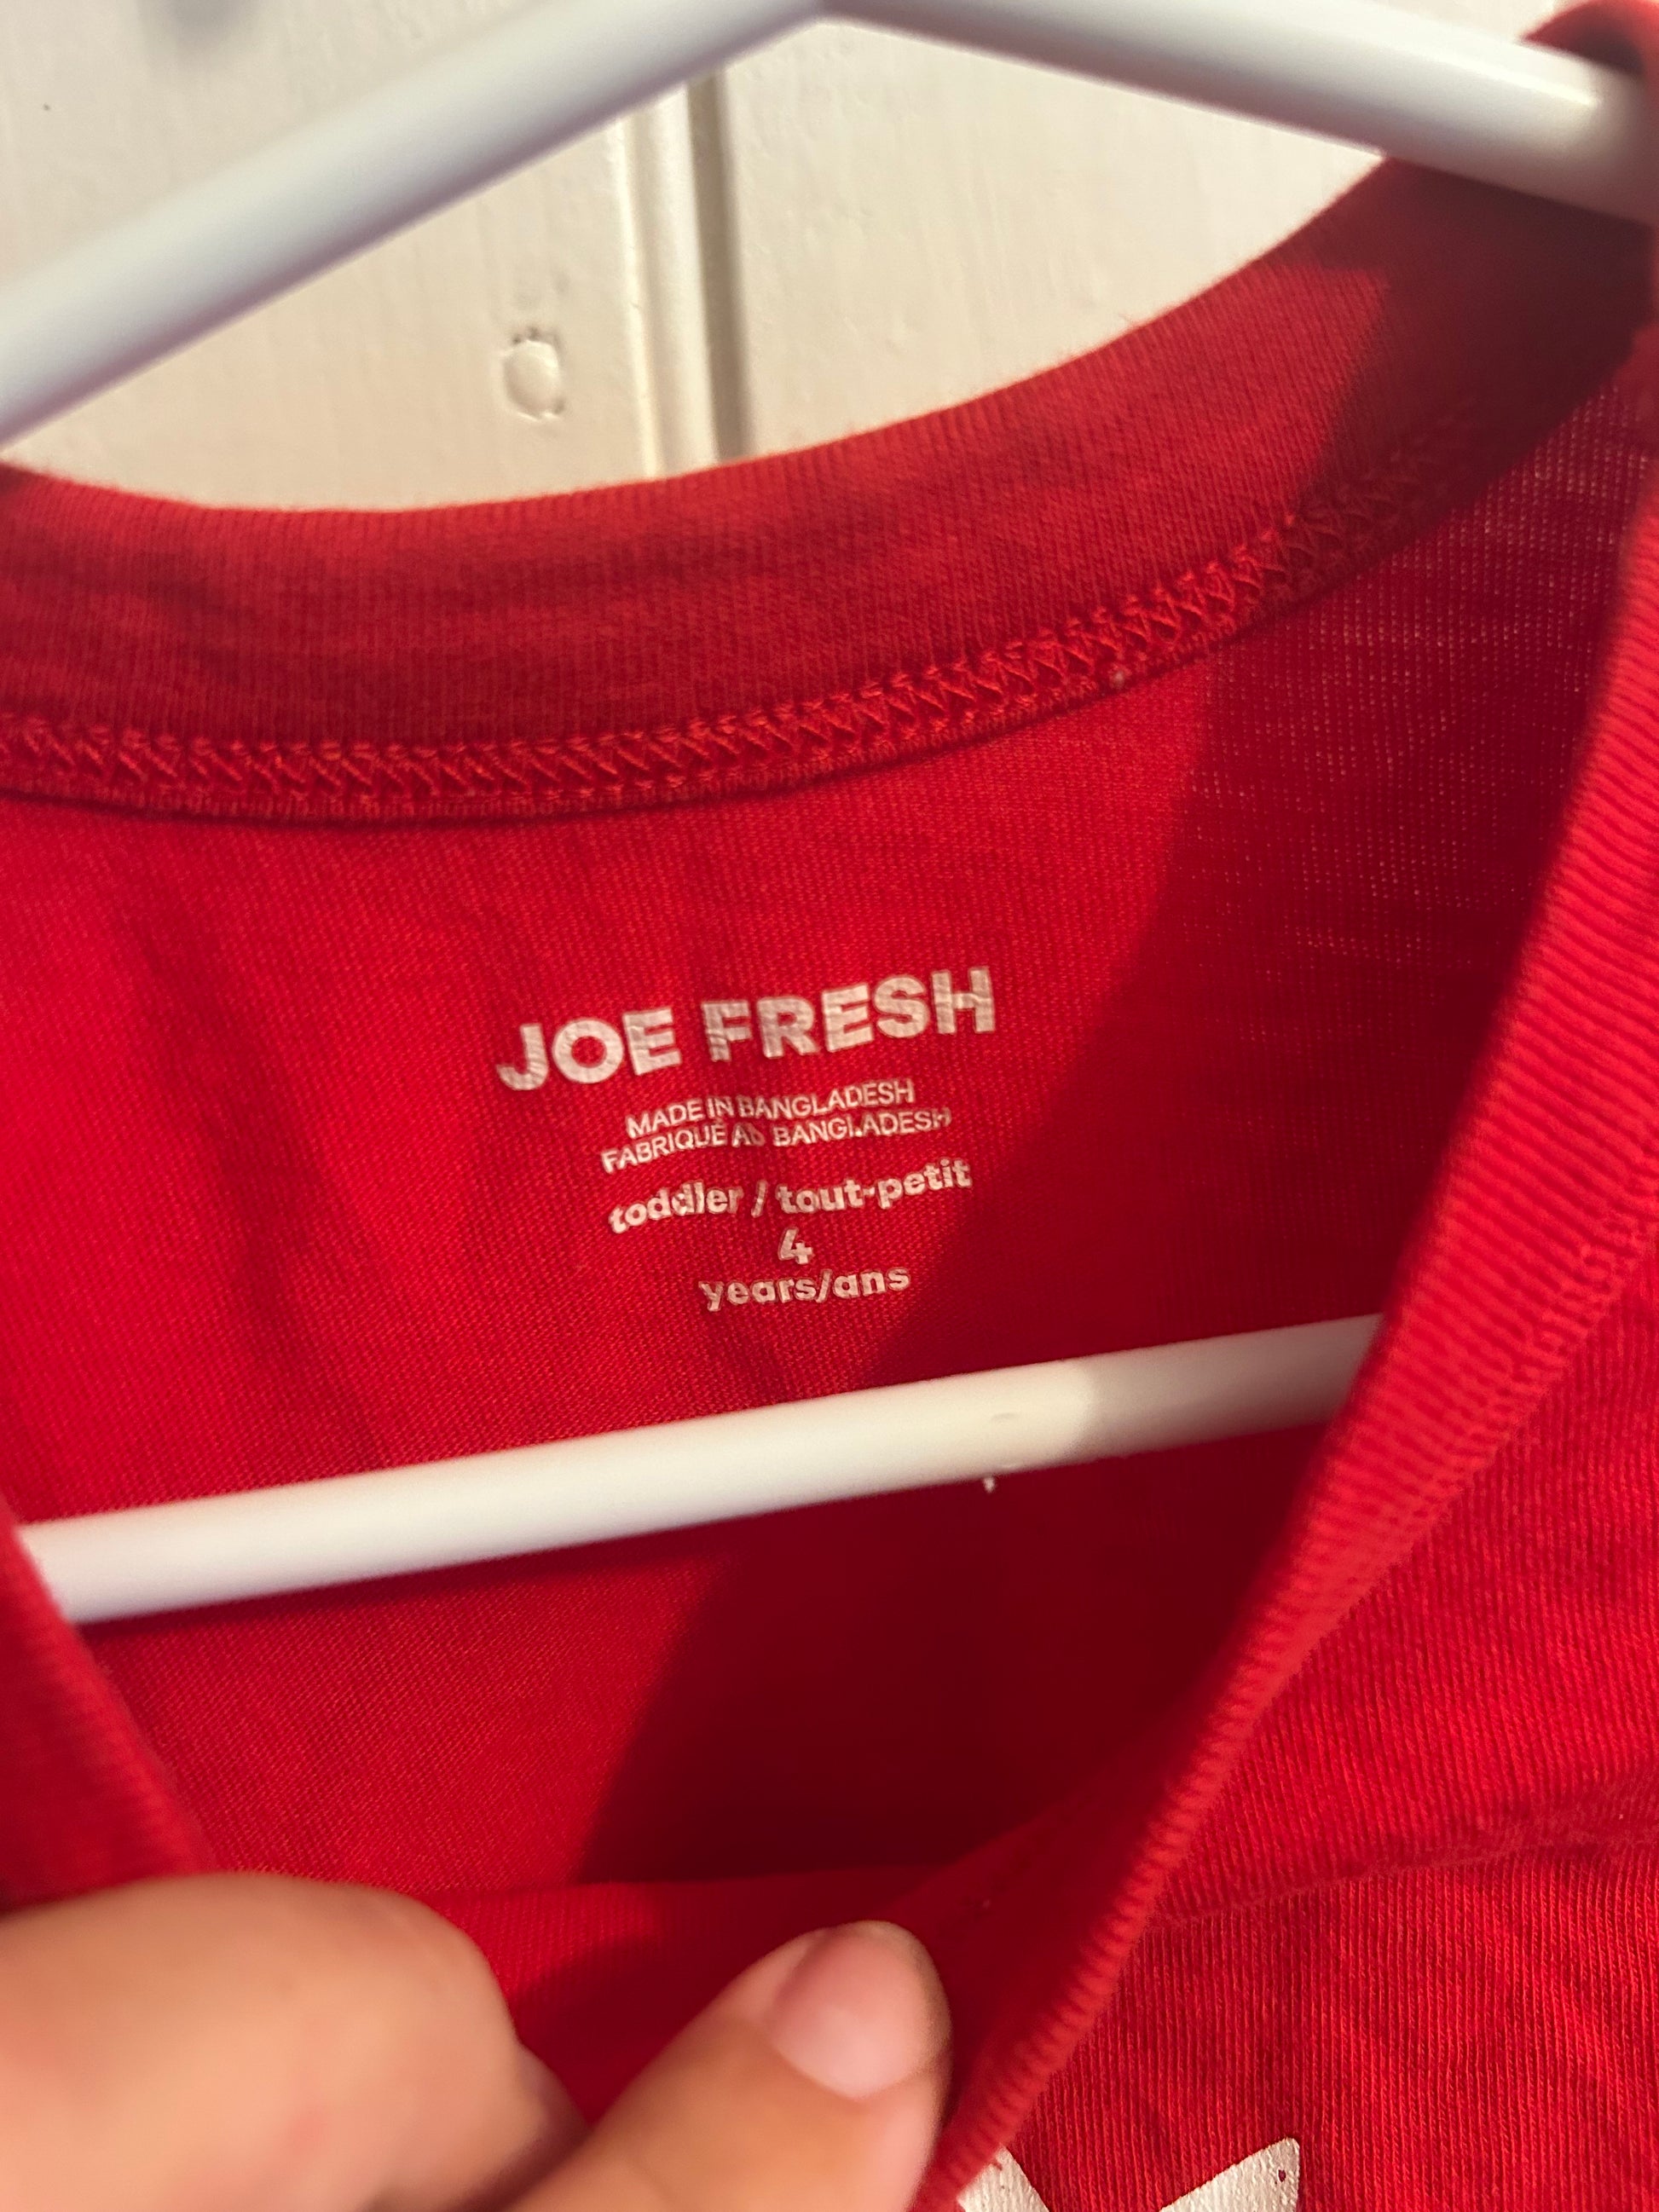 JOE FRESH
MADE IN BANGLADESH
FABRIQUÉ AU BANGLADESH
toddler / tout-petit
4
years/ans